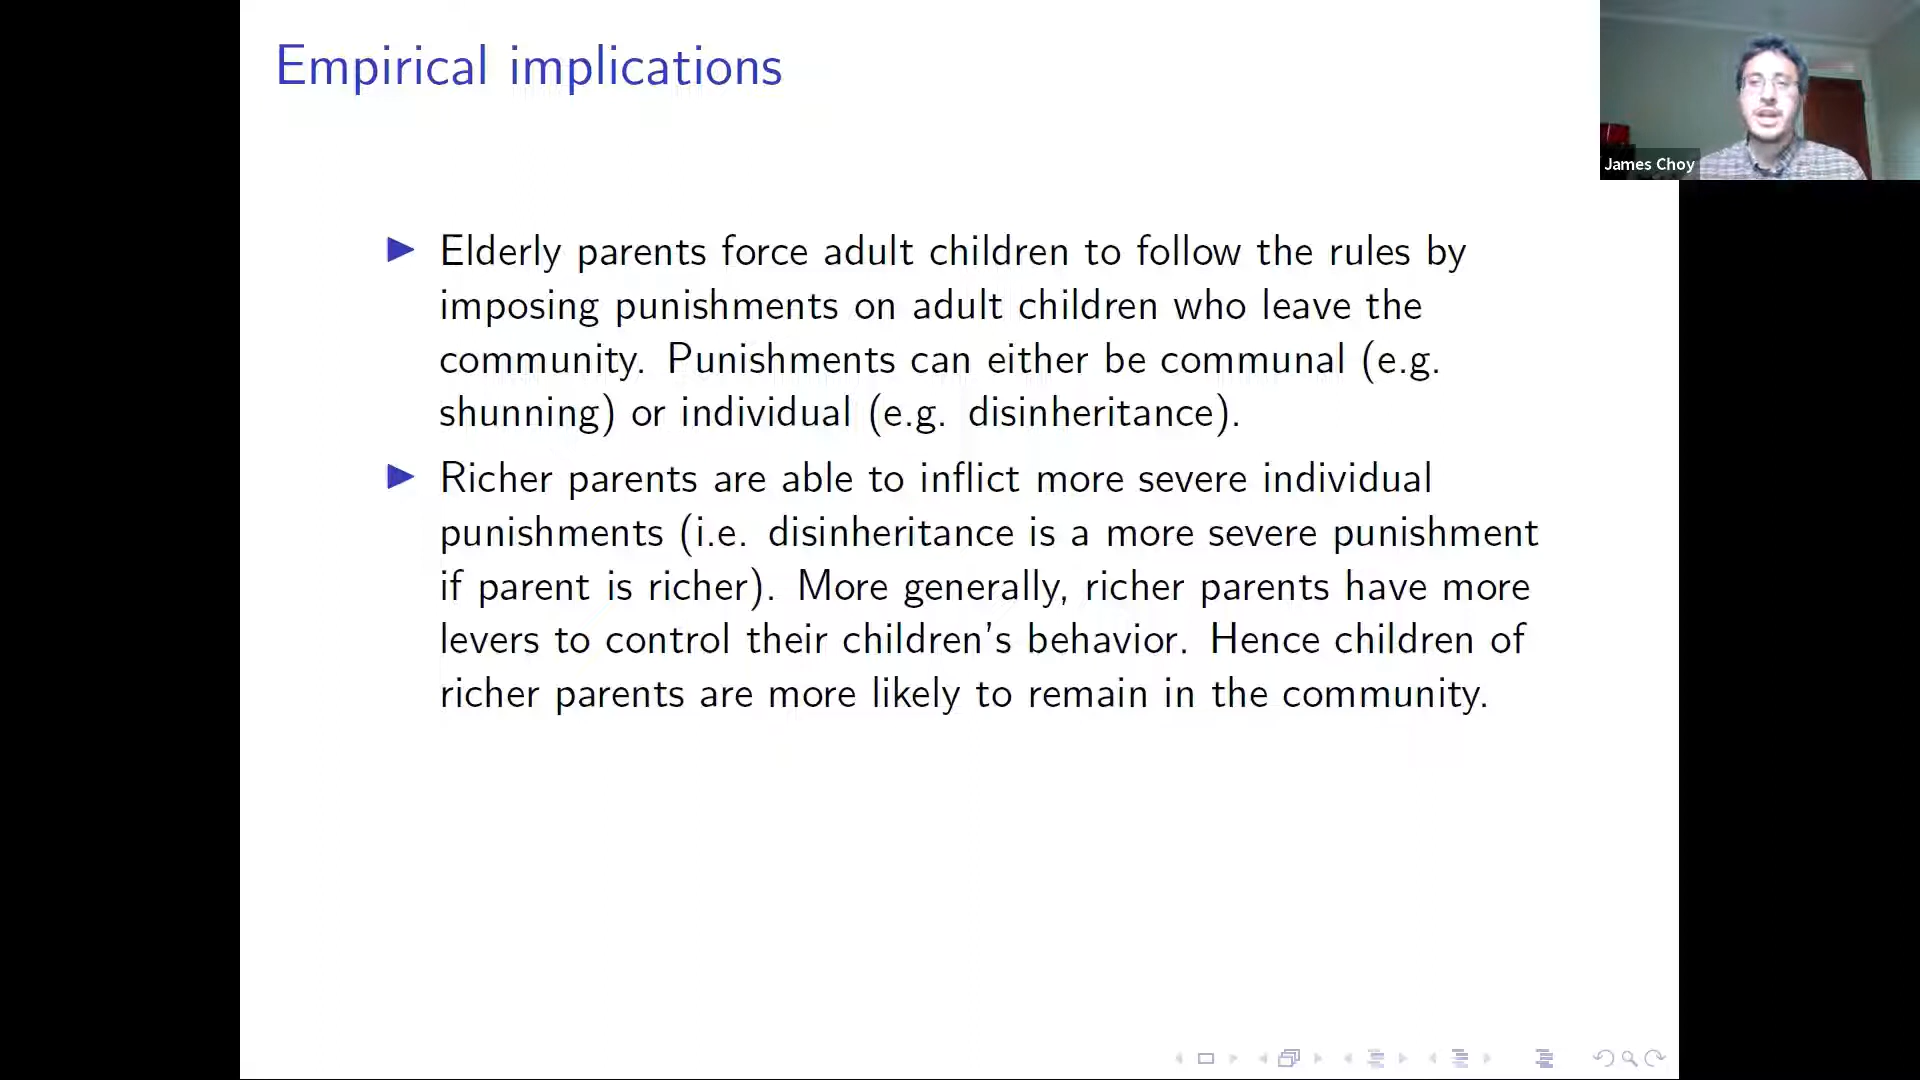 Empirical implications
James Choy
Elderly parents force adult children to follow the rules by
imposing punishments on adult children who leave the
community. Punishments can either be communal (e.g.
shunning) or individual (e.g. disinheritance).
Richer parents are able to inflict more severe individual
punishments (i.e. disinheritance is a more severe punishment
if parent is richer). More generally, richer parents have more
levers to control their children's behavior. Hence children of
richer parents are more likely to remain in the community.